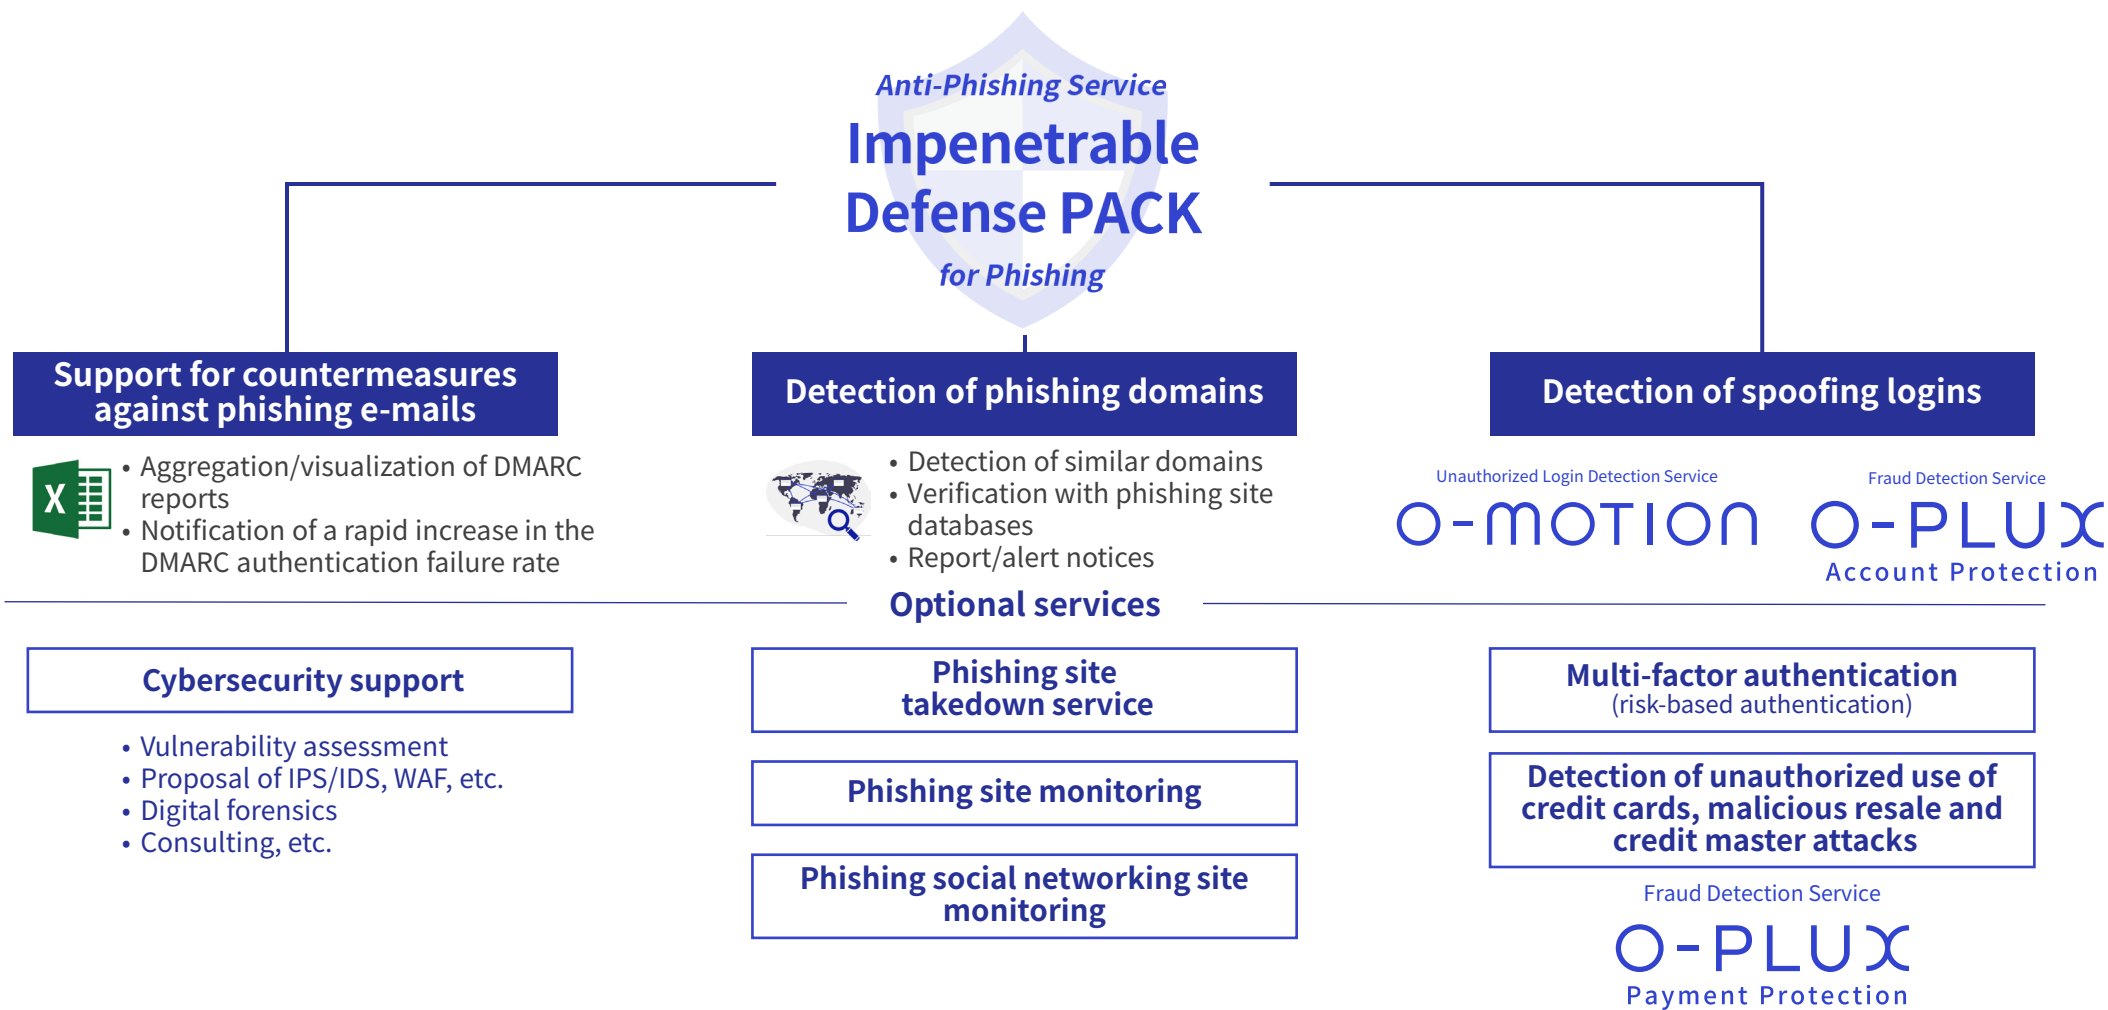 Anti-Phishing Service
Impenetrable
Defense PACK
for Phishing
Support for countermeasures
against phishing e-mails
X
• Aggregation/visualization of DMARC
reports
• Notification of a rapid increase in the
DMARC authentication failure rate
Detection of phishing domains
• Detection of similar domains
• Verification with phishing site
databases
• Report/alert notices
Detection of spoofing logins
Unauthorized Login Detection Service
O-MOTION
Fraud Detection Service
O-PLUX
Account Protection
Optional services
Cybersecurity support
• Vulnerability assessment
• Proposal of IPS/IDS, WAF, etc.
• Digital forensics
• Consulting, etc.
Phishing site
takedown service
Phishing site monitoring
Phishing social networking site
monitoring
Multi-factor authentication
(risk-based authentication)
Detection of unauthorized use of
credit cards, malicious resale and
credit master attacks
Fraud Detection Service
O-PLUX
Payment Protection